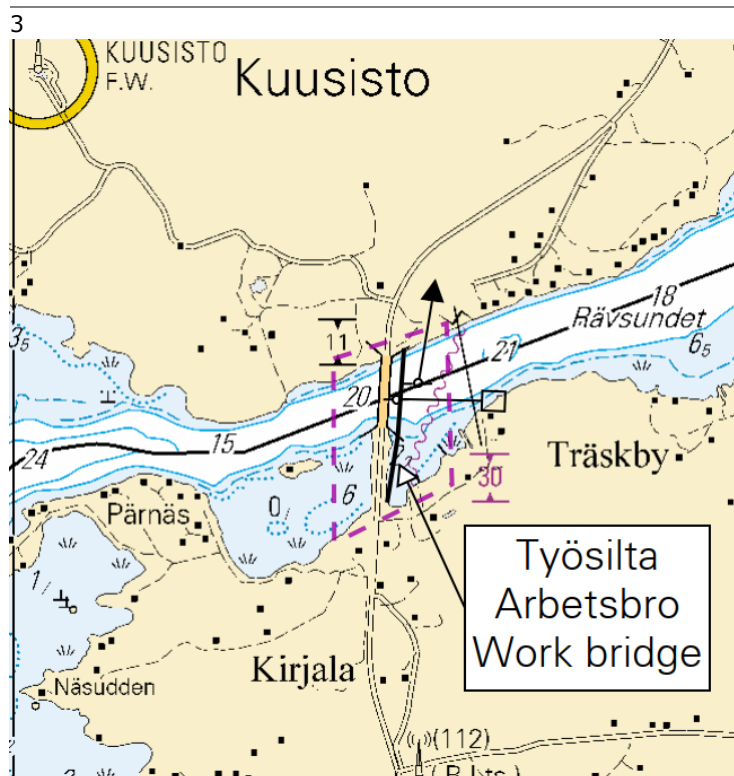 3
KUUSISTO
F.W.
Kuusisto
18
Rävsundet
3₅
11
21
6₅
20
15
24
Träskby
30
6
0
Pärnäs
Työsilta
Arbetsbro
Work bridge
1
Kirjala
Näsudden
(112)